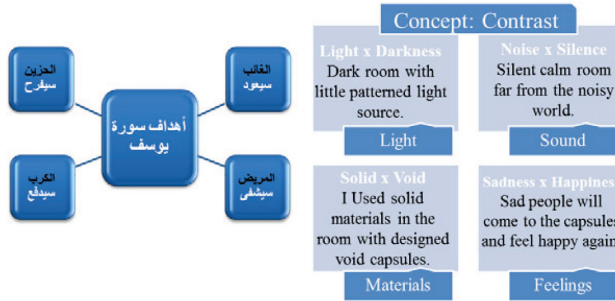 الحزين
سيفرح
الغائب
سيعود
أهداف سورة
يوسف
الكرب
سيدفع
المريض
سيشفى
Concept: Contrast
Light x Darkness
Dark room with
little patterned light
source.
Light
Noise x Silence
Silent calm room
far from the noisy
world.
Sound
Solid x Void
I Used solid
materials in the
room with designed
void capsules.
Materials
Sadness x Happiness
Sad people will
come to the capsules
and feel happy again.
Feelings